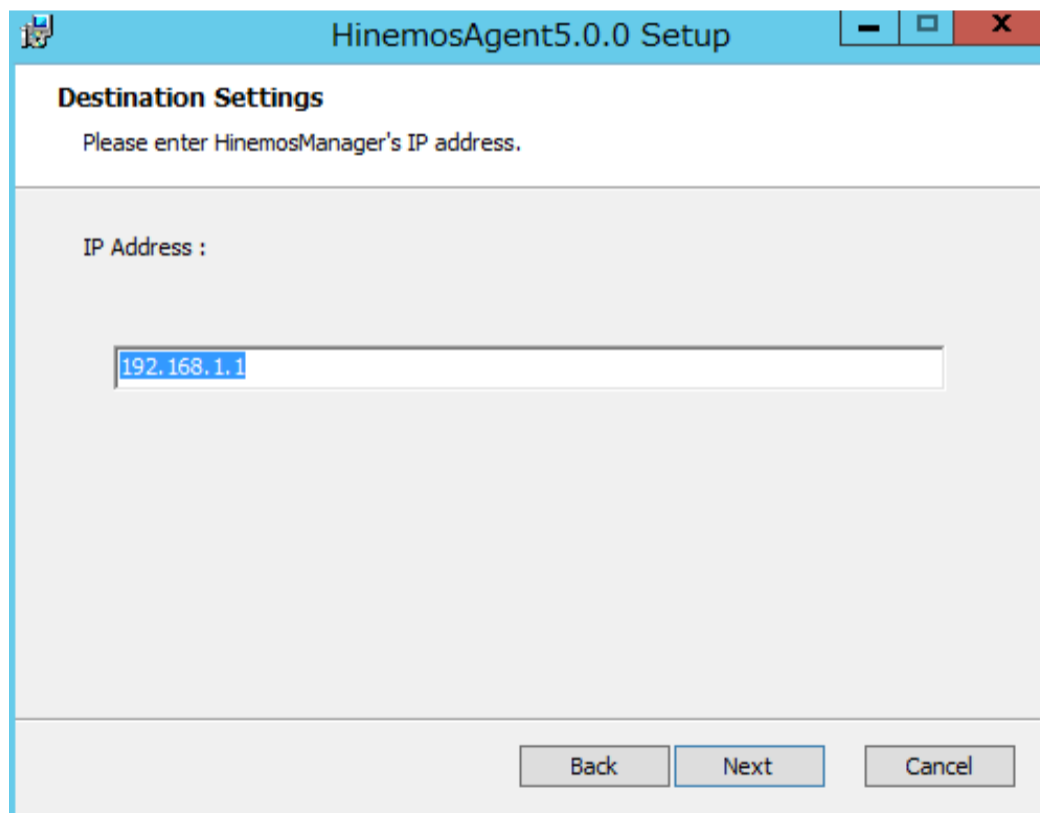 HinemosAgent5.0.0 Setup
Destination Settings
Please enter HinemosManager's IP address.
IP Address :
192.168.1.1
Back Next Cancel